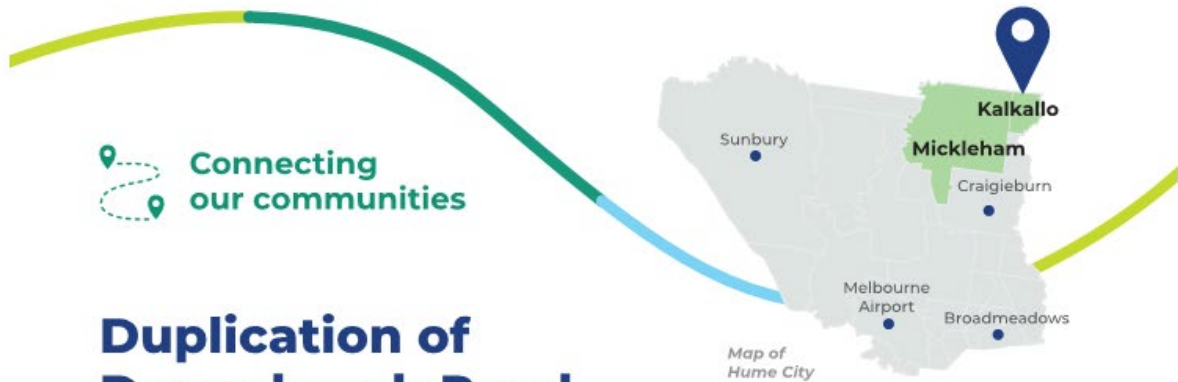 Connecting
our communities
Duplication of
Kalkallo
Mickleham
Sunbury
Craigieburn
Melbourne
Airport
Broadmeadows
Map of
Hume City